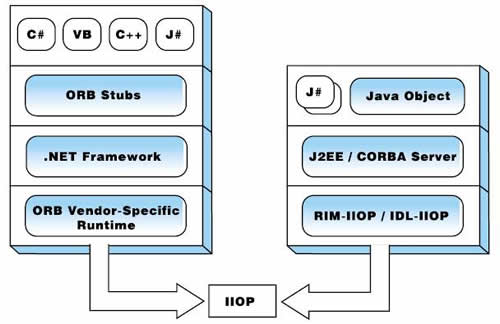 C# VB C++ J#
ORB Stubs
.NET Framework
ORB Vendor-Specific
Runtime
J# Java Object
J2EE / CORBA Server
RIM-IIOP / IDL-IIOP
IIOP